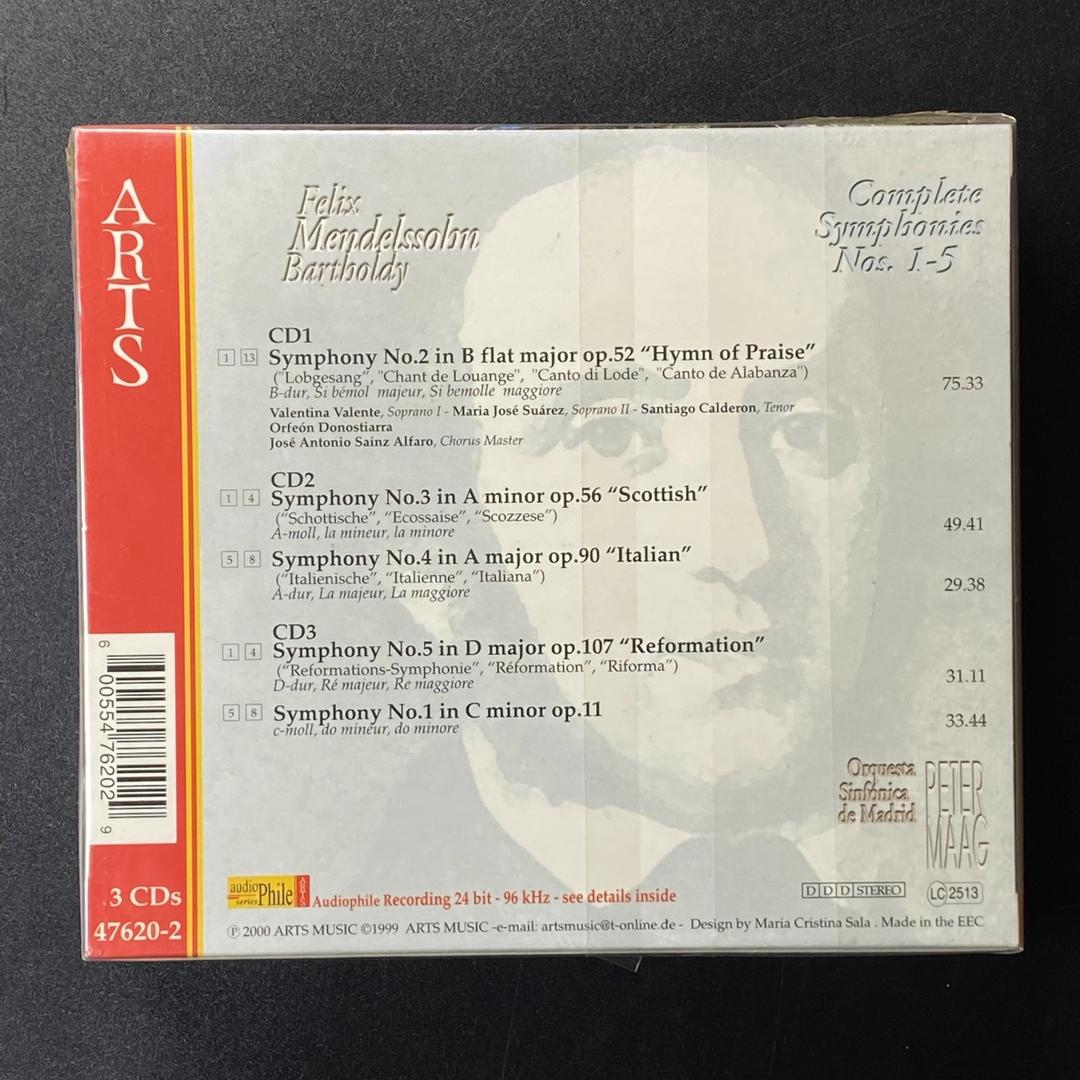 ARTS
Felix
Mendelssohn
Bartholdy
Complete
Symphonies
Nos. 1-5
CD1
1 13 Symphony No.2 in B flat major op.52 “Hymn of Praise”
("Lobgesang", "Chant de Louange", "Canto di Lode", "Canto de Alabanza")
B-dur, Si bémol majeur, Si bemolle maggiore
75.33
Valentina Valente, Soprano I - Maria José Suárez, Soprano II - Santiago Calderon, Tenor
Orfeón Donostiarra
José Antonio Sainz Alfaro, Chorus Master
CD2
1 4 Symphony No.3 in A minor op.56 “Scottish”
(“Schottische”, “Ecossaise”, “Scozzese”)
A-moll, la mineur, la minore
49.41
5 8 Symphony No.4 in A major op.90 “Italian”
(“Italienische”, “Italienne”, “Italiana”)
A-dur, La majeur, La maggiore
29.38
CD3
1 4 Symphony No.5 in D major op.107 “Reformation”
(“Reformations-Symphonie”, “Réformation”, “Riforma”)
D-dur, Ré majeur, Re maggiore
31.11
5 8 Symphony No.1 in C minor op.11
c-moll, do mineur, do minore
33.44
Orquesta
Sinfónica
de Madrid
PETER
MAAG
6 00554 76202 9
3 CDs
47620-2
audioPhile
series
ARTS
Audiophile Recording 24 bit - 96 kHz - see details inside
DDD STEREO
LC 2513
℗ 2000 ARTS MUSIC ©1999 ARTS MUSIC -e-mail: artsmusic@t-online.de - Design by Maria Cristina Sala . Made in the EEC